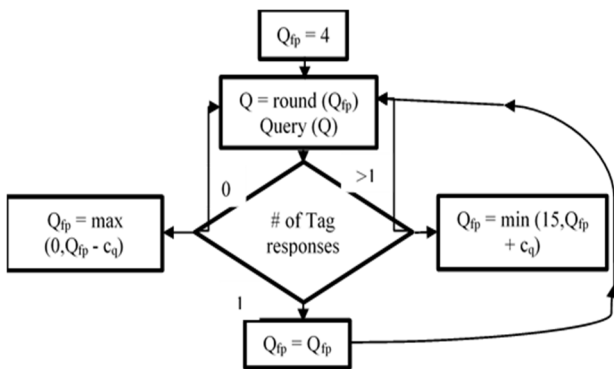 Qfp = 4
Q = round (Qfp)
Query (Q)
0
>1
Qfp = max
(0,Qfp - cq)
# of Tag
responses
Qfp = min (15,Qfp
+ cq)
1
Qfp = Qfp